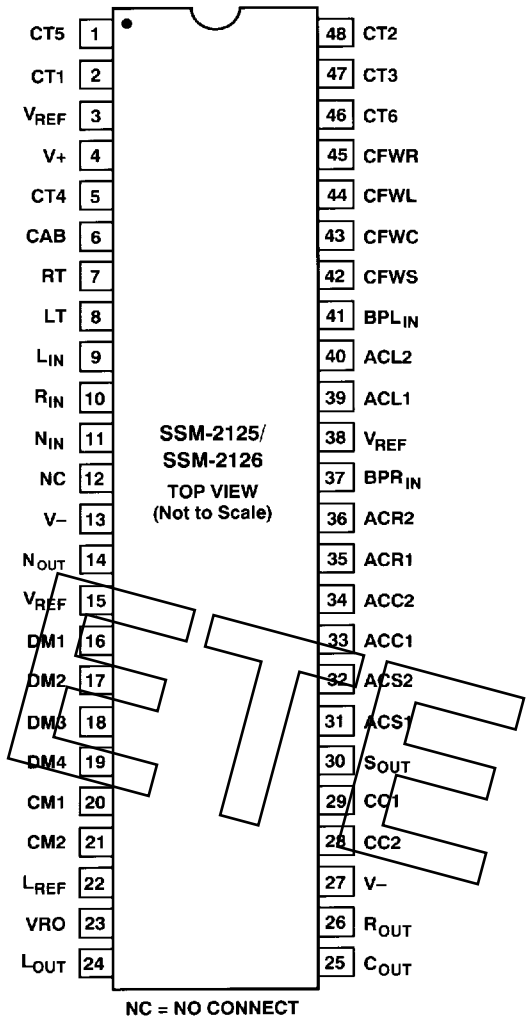 CT5 1 48 CT2
CT1 2 47 CT3
VREF 3 46 CT6
V+ 4 45 CFWR
CT4 5 44 CFWL
CAB 6 43 CFWC
RT 7 42 CFWS
LT 8 41 BPLIN
LIN 9 40 ACL2
RIN 10 39 ACL1
NIN 11 38 VREF
NC 12 37 BPRIN
V– 13 36 ACR2
NOUT 14 35 ACR1
VREF 15 34 ACC2
DM1 16 33 ACC1
DM2 17 32 ACS2
DM3 18 31 ACS1
DM4 19 30 SOUT
CM1 20 29 CC1
CM2 21 28 CC2
LREF 22 27 V–
VRO 23 26 ROUT
LOUT 24 25 COUT
SSM-2125/
SSM-2126
TOP VIEW
(Not to Scale)
ETE
NC = NO CONNECT